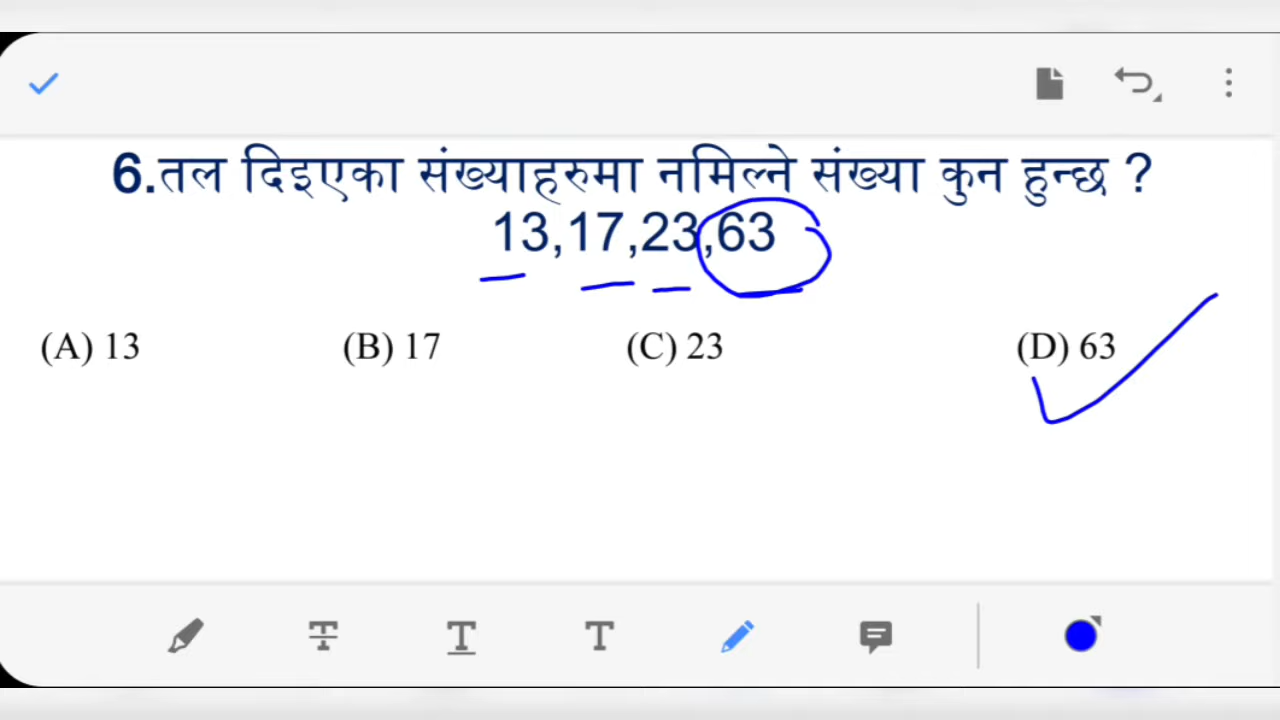 6.तल दिइएका संख्याहरुमा नमिल्ने संख्या कुन हुन्छ ?
13,17,23,63
(A) 13 (B) 17 (C) 23 (D) 63